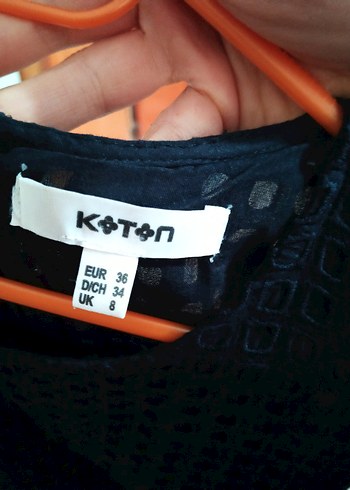 KOTON
EUR 36
D/CH 34
UK 8